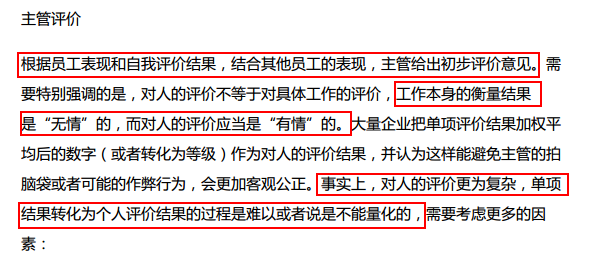 主管评价
根据员工表现和自我评价结果，结合其他员工的表现，主管给出初步评价意见。需
要特别强调的是，对人的评价不等于对具体工作的评价，工作本身的衡量结果
是“无情”的，而对人的评价应当是“有情”的。大量企业把单项评价结果加权平
均后的数字（或者转化为等级）作为对人的评价结果，并认为这样能避免主管的拍
脑袋或者可能的作弊行为，会更加客观公正。事实上，对人的评价更为复杂，单项
结果转化为个人评价结果的过程是难以或者说是不能量化的，需要考虑更多的因
素：